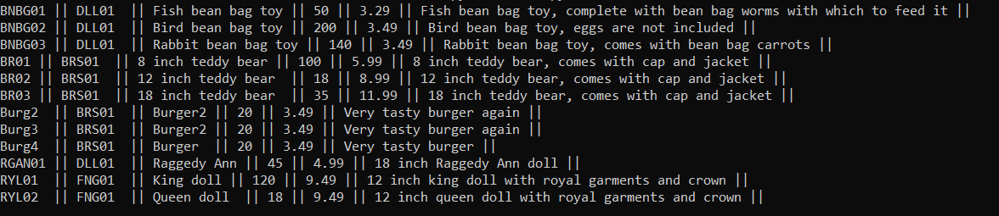 BNBG01 || DLL01  || Fish bean bag toy || 50 || 3.29 || Fish bean bag toy, complete with bean bag worms with which to feed it ||
BNBG02 || DLL01  || Bird bean bag toy || 200 || 3.49 || Bird bean bag toy, eggs are not included ||
BNBG03 || DLL01  || Rabbit bean bag toy || 140 || 3.49 || Rabbit bean bag toy, comes with bean bag carrots ||
BR01 || BRS01  || 8 inch teddy bear || 100 || 5.99 || 8 inch teddy bear, comes with cap and jacket ||
BR02 || BRS01  || 12 inch teddy bear  || 18 || 8.99 || 12 inch teddy bear, comes with cap and jacket ||
BR03 || BRS01  || 18 inch teddy bear  || 35 || 11.99 || 18 inch teddy bear, comes with cap and jacket ||
Burg2  || BRS01  || Burger2 || 20 || 3.49 || Very tasty burger again ||
Burg3  || BRS01  || Burger2 || 20 || 3.49 || Very tasty burger again ||
Burg4  || BRS01  || Burger  || 20 || 3.49 || Very tasty burger ||
RGAN01 || DLL01  || Raggedy Ann || 45 || 4.99 || 18 inch Raggedy Ann doll ||
RYL01  || FNG01  || King doll || 120 || 9.49 || 12 inch king doll with royal garments and crown ||
RYL02  || FNG01  || Queen doll  || 18 || 9.49 || 12 inch queen doll with royal garments and crown ||